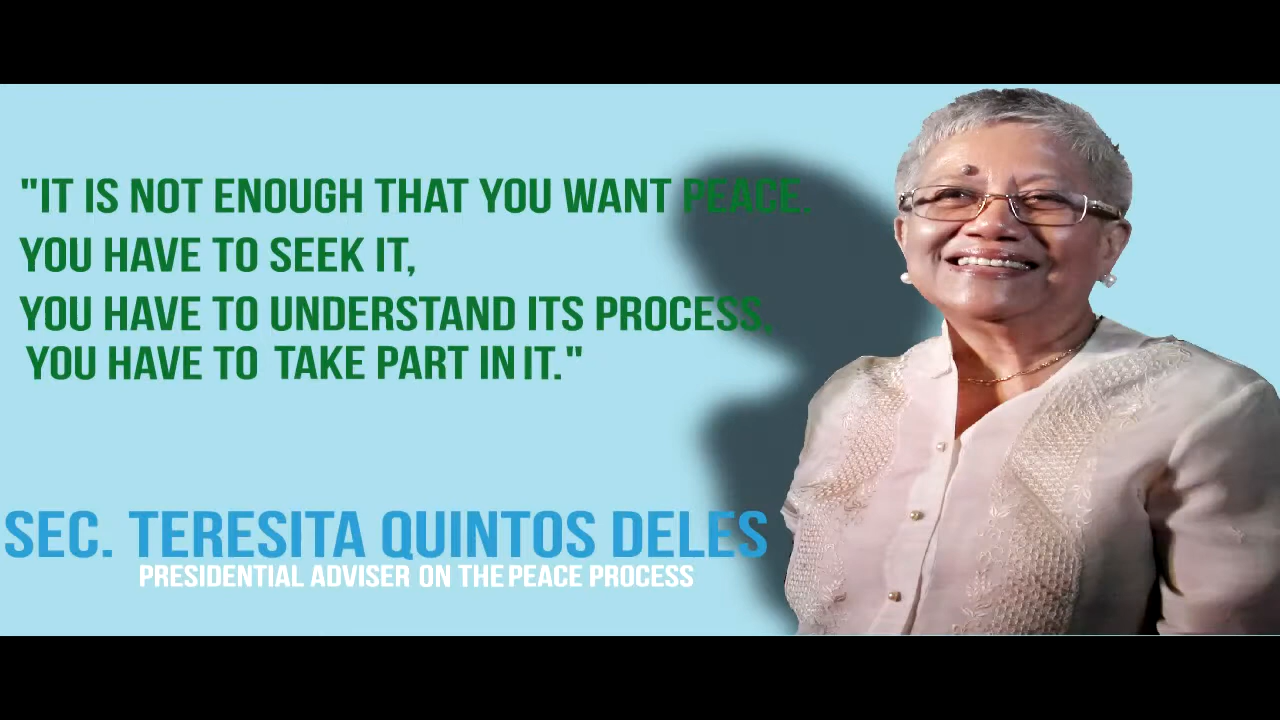 "IT IS NOT ENOUGH THAT YOU WANT PEACE.
YOU HAVE TO SEEK IT,
YOU HAVE TO UNDERSTAND ITS PROCESS,
YOU HAVE TO TAKE PART IN IT."
SEC. TERESITA QUINTOS DELES
PRESIDENTIAL ADVISER ON THE PEACE PROCESS